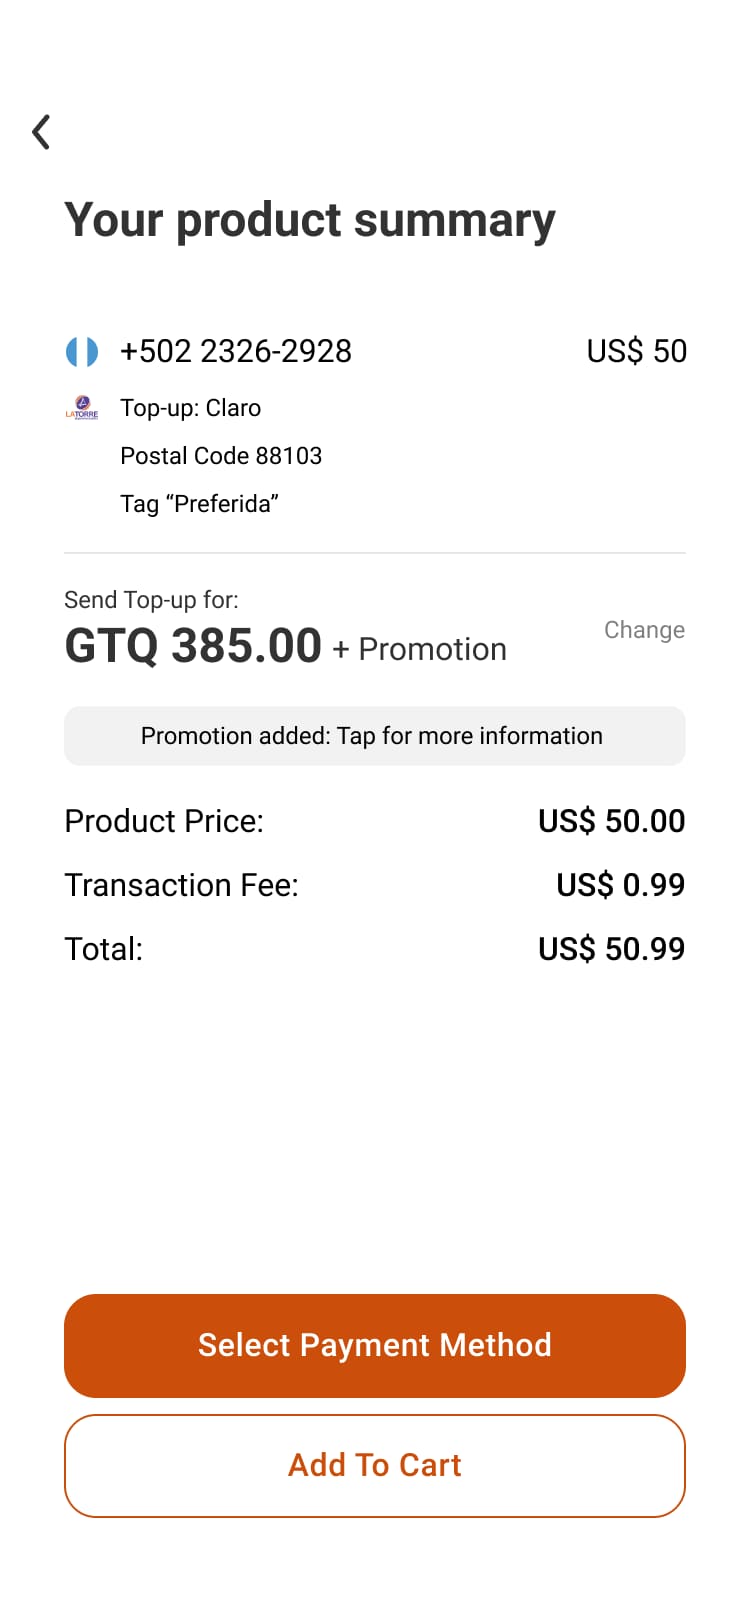 Your product summary
+502 2326-2928 US$ 50
LATORRE
Top-up: Claro
Postal Code 88103
Tag “Preferida”
Send Top-up for:
GTQ 385.00 + Promotion
Change
Promotion added: Tap for more information
Product Price: US$ 50.00
Transaction Fee: US$ 0.99
Total: US$ 50.99
Select Payment Method
Add To Cart